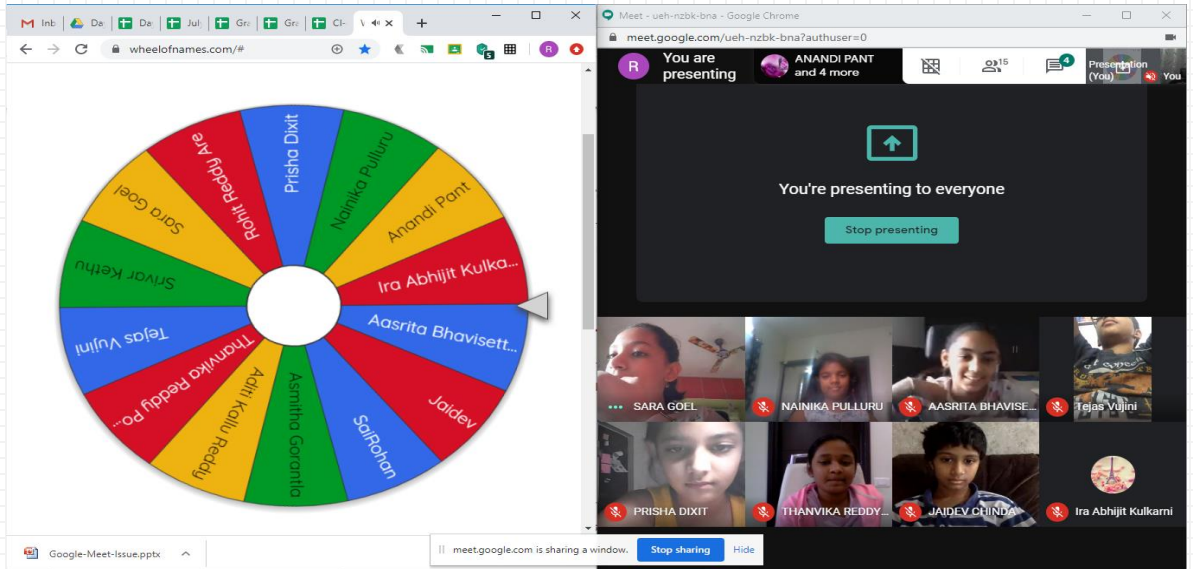 Inb
Da
Da
Jul
Gra
Gra
Cl-
wheelofnames.com/#
5
R
Prisha Dixit
Nainika Pulluru
Anandi Pant
Ira Abhijit Kulka...
Aasrita Bhavisett...
Jaidev
SaiRohan
Asmitha Gorantla
Aditi Kallu Reddy
Thanvika Reddy Po...
Tejas Vujini
Srivar Kethu
Sara Goel
Rohit Reddy Are
Google-Meet-Issue.pptx
Meet - ueh-nzbk-bna - Google Chrome
meet.google.com/ueh-nzbk-bna?authuser=0
R
You are
presenting
ANANDI PANT
and 4 more
15
4
Presentation
(You)
You
You're presenting to everyone
Stop presenting
SARA GOEL
NAINIKA PULLURU
AASRITA BHAVISE...
Tejas Vujini
PRISHA DIXIT
THANVIKA REDDY...
JAIDEV CHINDA
Ira Abhijit Kulkarni
meet.google.com is sharing a window.
Stop sharing
Hide